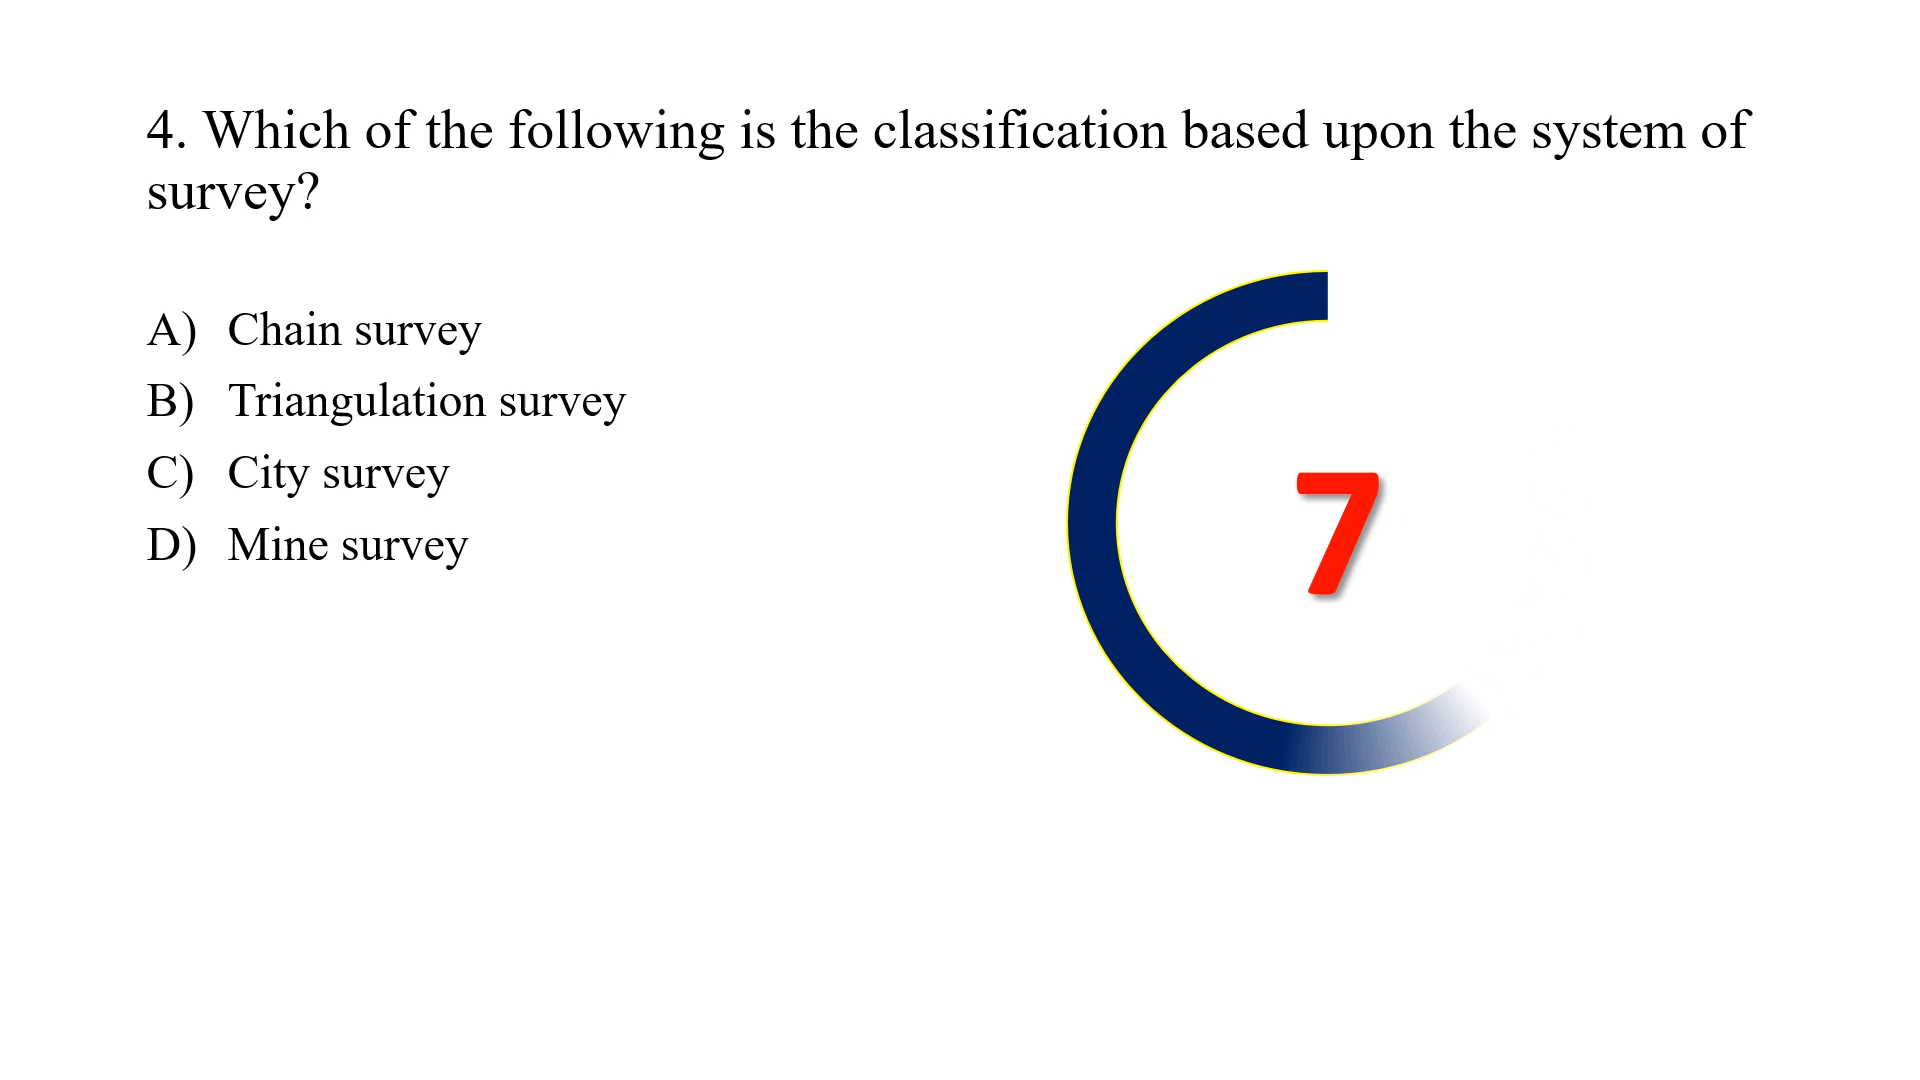 4. Which of the following is the classification based upon the system of
survey?
A) Chain survey
B) Triangulation survey
C) City survey
D) Mine survey
7